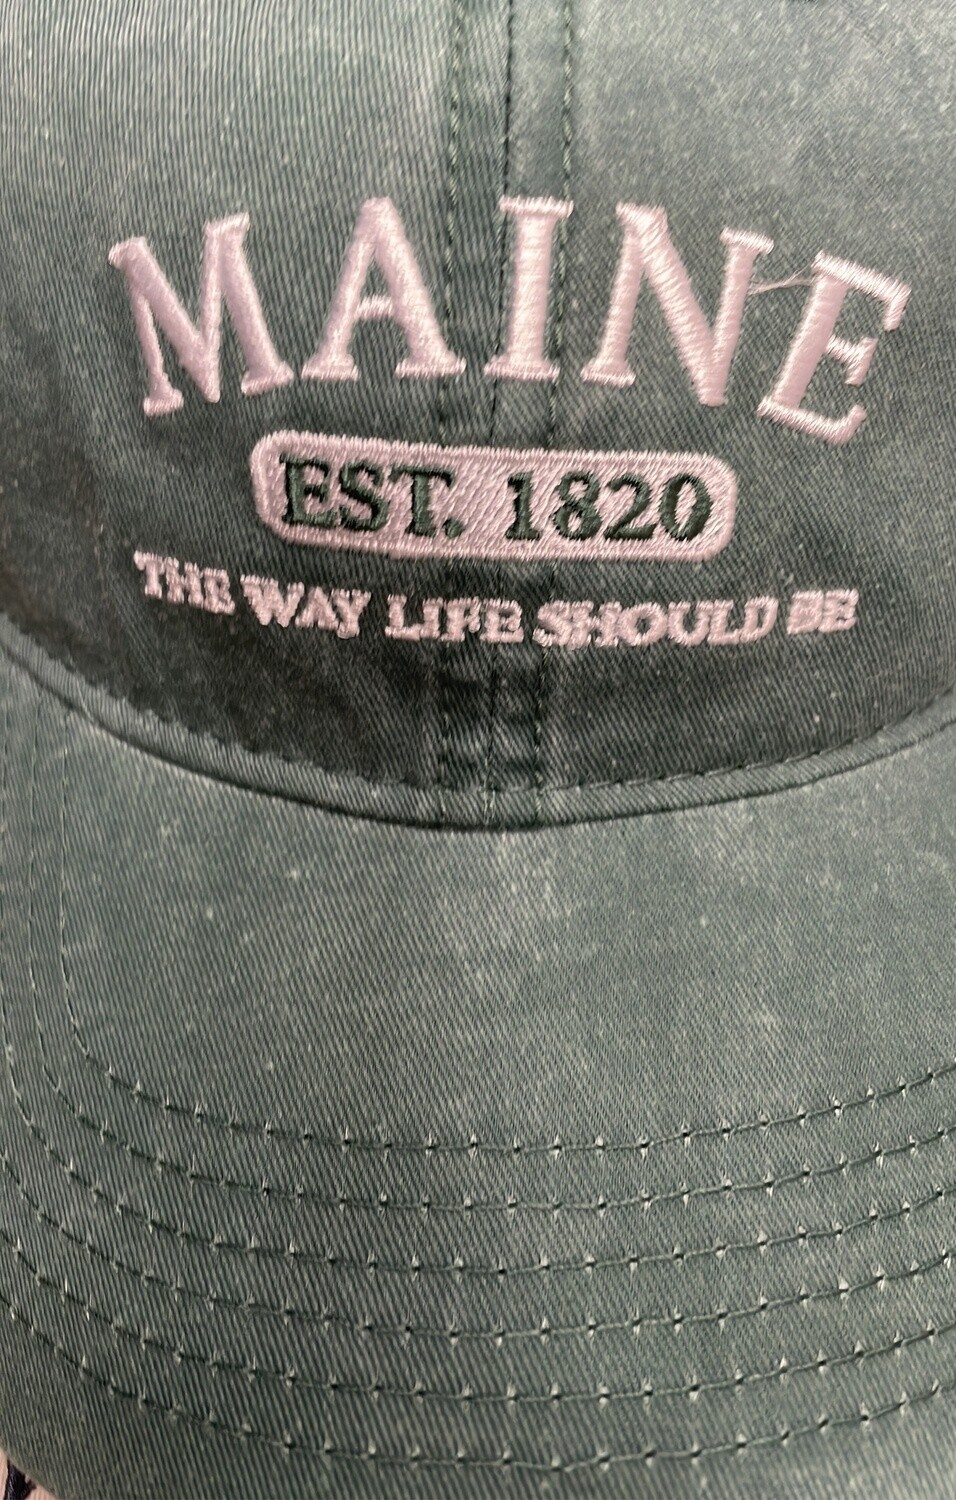 MAINE
EST. 1820
THE WAY LIFE SHOULD BE